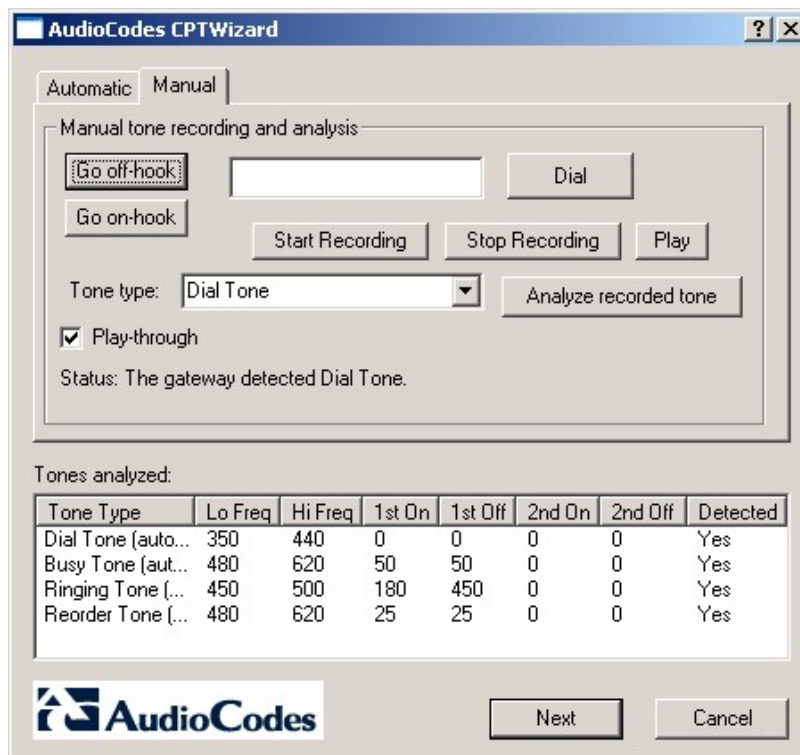 AudioCodes CPTWizard
Automatic Manual
Manual tone recording and analysis
Go off-hook Dial
Go on-hook
Start Recording Stop Recording Play
Tone type: Dial Tone Analyze recorded tone
Play-through
Status: The gateway detected Dial Tone.
Tones analyzed:
Tone Type Lo Freq Hi Freq 1st On 1st Off 2nd On 2nd Off Detected
Dial Tone (auto... 350 440 0 0 0 0 Yes
Busy Tone (aut... 480 620 50 50 0 0 Yes
Ringing Tone (... 450 500 180 450 0 0 Yes
Reorder Tone (... 480 620 25 25 0 0 Yes
AudioCodes Next Cancel